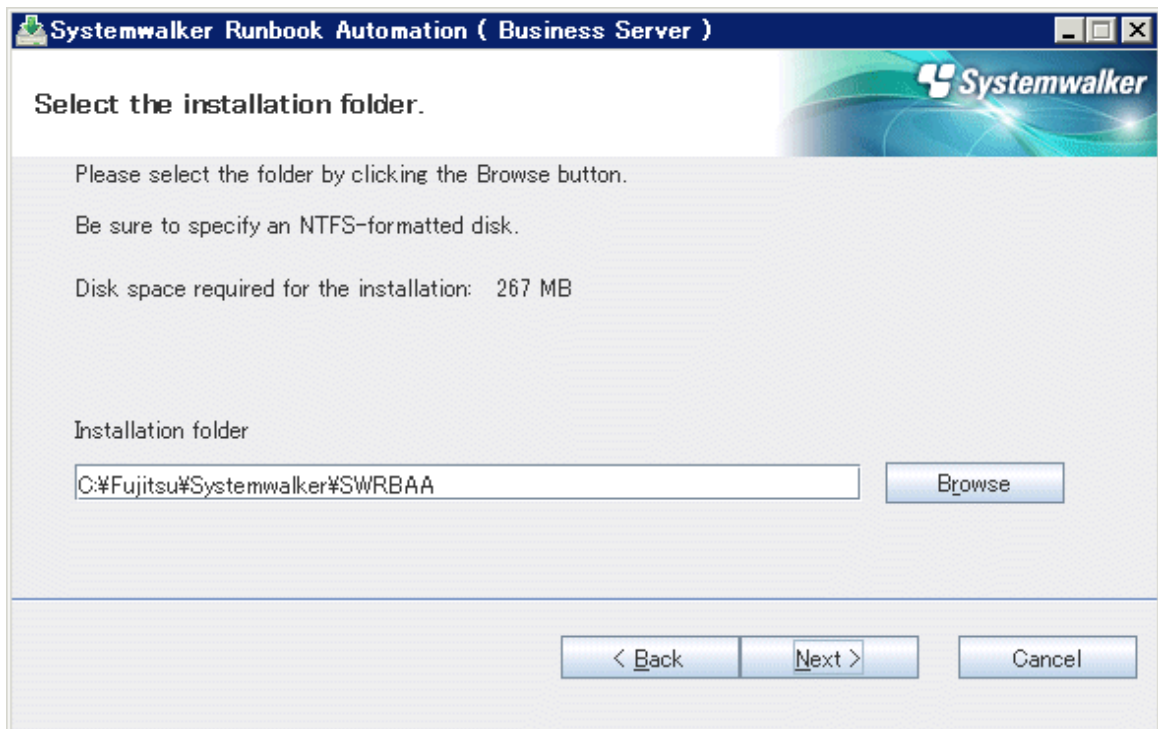 Systemwalker Runbook Automation ( Business Server )
Systemwalker
Select the installation folder.
Please select the folder by clicking the Browse button.
Be sure to specify an NTFS-formatted disk.
Disk space required for the installation: 267 MB
Installation folder
C:¥Fujitsu¥Systemwalker¥SWRBAA
Browse
< Back
Next >
Cancel